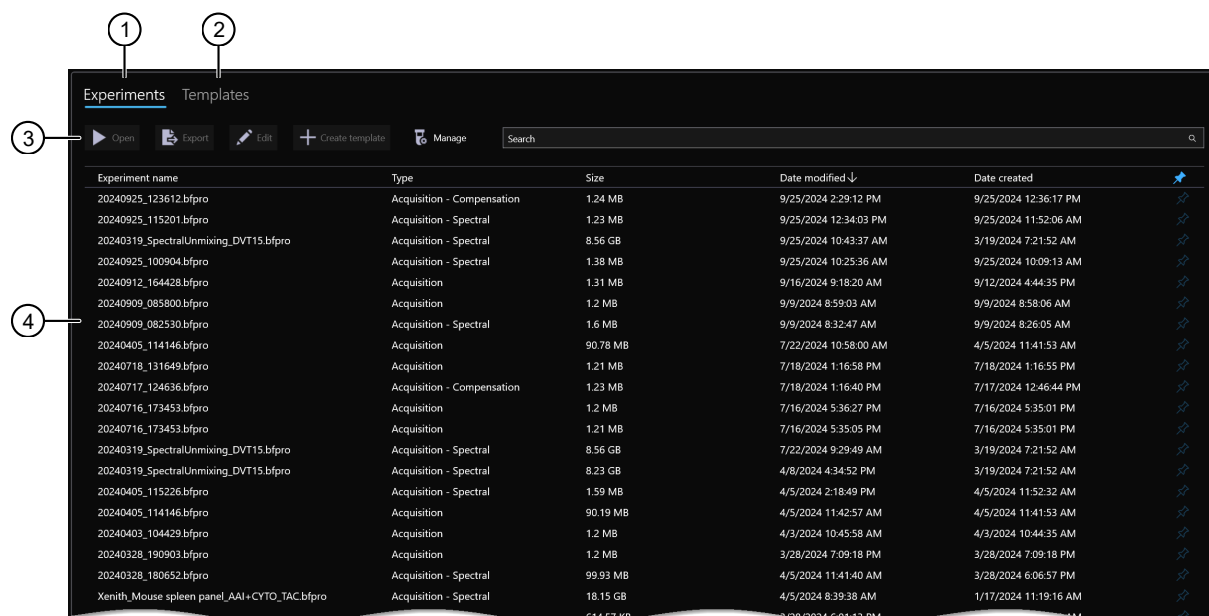 1 2
Experiments Templates
3 Open Export Edit Create template Manage Search
Experiment name Type Size Date modified Date created
20240925_123612.bfpro Acquisition - Compensation 1.24 MB 9/25/2024 2:29:12 PM 9/25/2024 12:36:17 PM
20240925_115201.bfpro Acquisition - Spectral 1.23 MB 9/25/2024 12:34:03 PM 9/25/2024 11:52:06 AM
20240319_SpectralUnmixing_DVT15.bfpro Acquisition - Spectral 8.56 GB 9/25/2024 10:43:37 AM 3/19/2024 7:21:52 AM
20240925_100904.bfpro Acquisition - Spectral 1.38 MB 9/25/2024 10:25:36 AM 9/25/2024 10:09:13 AM
20240912_164428.bfpro Acquisition 1.31 MB 9/16/2024 9:18:20 AM 9/12/2024 4:44:35 PM
20240909_085800.bfpro Acquisition 1.2 MB 9/9/2024 8:59:03 AM 9/9/2024 8:58:06 AM
4 20240909_082530.bfpro Acquisition - Spectral 1.6 MB 9/9/2024 8:32:47 AM 9/9/2024 8:26:05 AM
20240405_114146.bfpro Acquisition 90.78 MB 7/22/2024 10:58:00 AM 4/5/2024 11:41:53 AM
20240718_131649.bfpro Acquisition 1.21 MB 7/18/2024 1:16:58 PM 7/18/2024 1:16:55 PM
20240717_124636.bfpro Acquisition - Compensation 1.23 MB 7/18/2024 1:16:40 PM 7/17/2024 12:46:44 PM
20240716_173453.bfpro Acquisition 1.2 MB 7/16/2024 5:36:27 PM 7/16/2024 5:35:01 PM
20240716_173453.bfpro Acquisition 1.21 MB 7/16/2024 5:35:05 PM 7/16/2024 5:35:01 PM
20240319_SpectralUnmixing_DVT15.bfpro Acquisition - Spectral 8.56 GB 7/22/2024 9:29:49 AM 3/19/2024 7:21:52 AM
20240319_SpectralUnmixing_DVT15.bfpro Acquisition - Spectral 8.23 GB 4/8/2024 4:34:52 PM 3/19/2024 7:21:52 AM
20240405_115226.bfpro Acquisition - Spectral 1.59 MB 4/5/2024 2:18:49 PM 4/5/2024 11:52:32 AM
20240405_114146.bfpro Acquisition 90.19 MB 4/5/2024 11:42:57 AM 4/5/2024 11:41:53 AM
20240403_104429.bfpro Acquisition 1.2 MB 4/3/2024 10:45:58 AM 4/3/2024 10:44:35 AM
20240328_190903.bfpro Acquisition 1.2 MB 3/28/2024 7:09:18 PM 3/28/2024 7:09:18 PM
20240328_180652.bfpro Acquisition - Spectral 99.93 MB 4/5/2024 11:41:40 AM 3/28/2024 6:06:57 PM
Xenith_Mouse spleen panel_AAI+CYTO_TAC.bfpro Acquisition - Spectral 18.15 GB 4/5/2024 8:39:38 AM 1/17/2024 11:19:16 AM